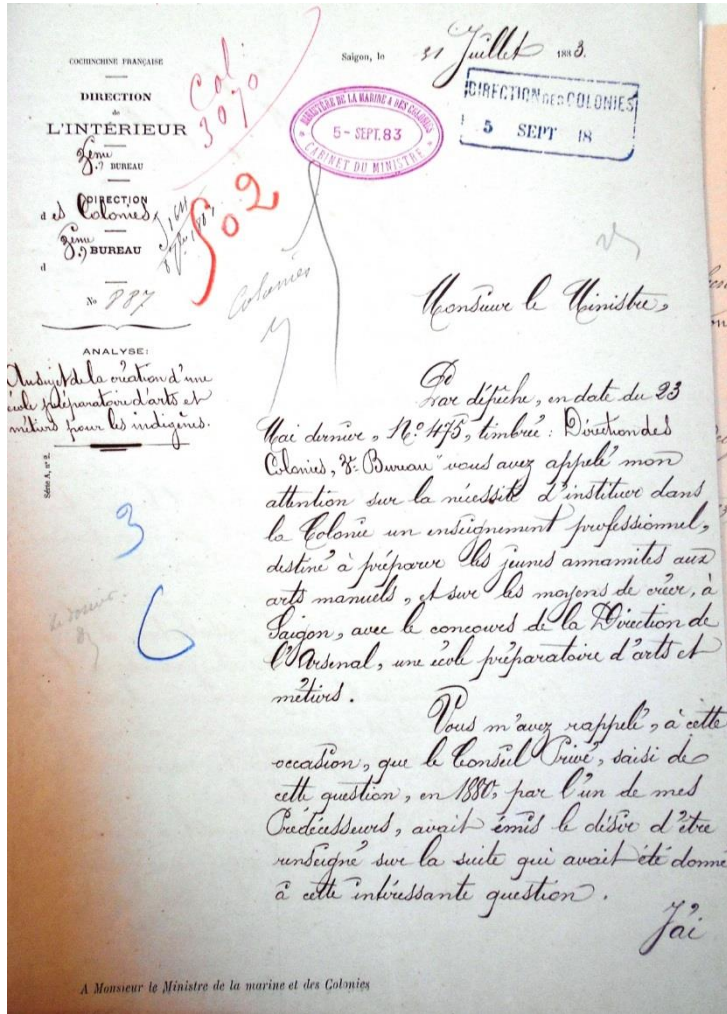 COCHINCHINE FRANÇAISE
DIRECTION
de
L'INTÉRIEUR
2ème BUREAU
DIRECTION
des Colonies
2ème BUREAU
d
No 887
ANALYSE:
Au sujet de la création d'une
école préparatoire d'arts et
métiers pour les indigènes.
Série A, n° 2.
Col:
3070
502
Colonies
3
6
Saigon, le 31 Juillet 1883.
MINISTÈRE DE LA MARINE & DES COLONIES
5 - SEPT. 83
CABINET DU MINISTRE
DIRECTION DES COLONIES
5 SEPT 18
Monsieur le Ministre,
Par dépêche, en date du 23
Mai dernier, No 475, timbré: Direction des
Colonies, 2e Bureau" vous avez appelé mon
attention sur la nécessité d'instituer dans
la Colonie un enseignement professionnel,
destiné à préparer les jeunes annamites aux
arts manuels, et sur les moyens de créer, à
Saigon, avec le concours de la Direction de
l'Arsenal, une école préparatoire d'arts et
métiers.
Vous m'avez rappelé, à cette
occasion, que le Conseil Privé, saisi de
cette question, en 1880, par l'un de mes
Prédécesseurs, avait émis le désir d'être
renseigné sur la suite qui avait été donné
à cette intéressante question.
J'ai
A Monsieur le Ministre de la marine et des Colonies